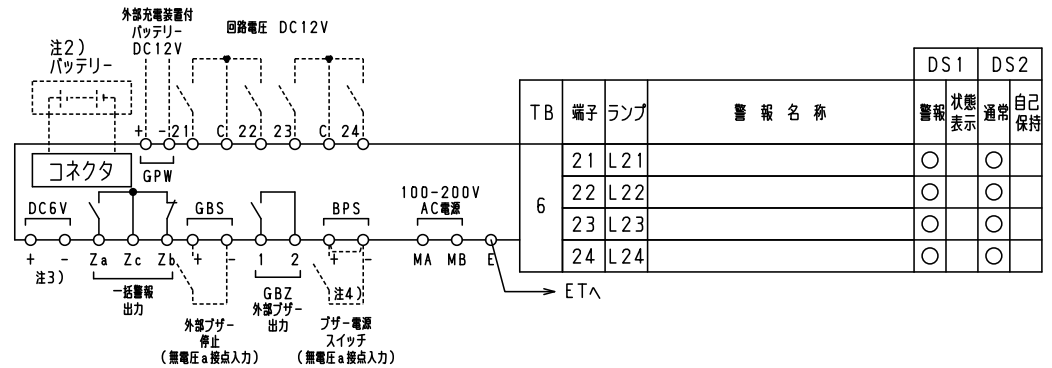 外部充電装置付
バッテリー
DC12V
回路電圧 DC12V
注2)
バッテリー
+ - 21 C 22 23 C 24
コネクタ
GPW
DC6V
GBS
BPS
100-200V
AC電源
+ - Za Zc Zb + - 1 2 + - MA MB E
注3)
一括警報
出力
外部ブザー
停止
(無電圧a接点入力)
GBZ
外部ブザー
出力
注4)
ブザー電源
スイッチ
(無電圧a接点入力)
ETへ
DS1 DS2
TB 端子 ランプ 警報名称 警報 状態表示 通常 自己保持
6
21 L21 ○ ○
22 L22 ○ ○
23 L23 ○ ○
24 L24 ○ ○